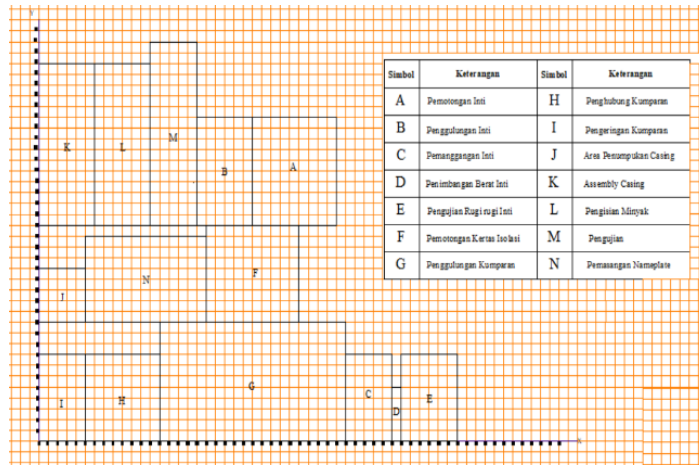 Y
K
L
M
B
A
N
F
J
G
C
E
D
I
H
X
Simbol Keterangan Simbol Keterangan
A Pemotongan Inti H Penghubung Kumparan
B Penggulungan Inti I Pengeringan Kumparan
C Pemanggangan Inti J Area Penumpukan Casing
D Penimbangan Berat Inti K Assembly Casing
E Pengujian Rugi rugi Inti L Pengisian Minyak
F Pemotongan Kertas Isolasi M Pengujian
G Penggulungan Kumparan N Pemasangan Nameplate